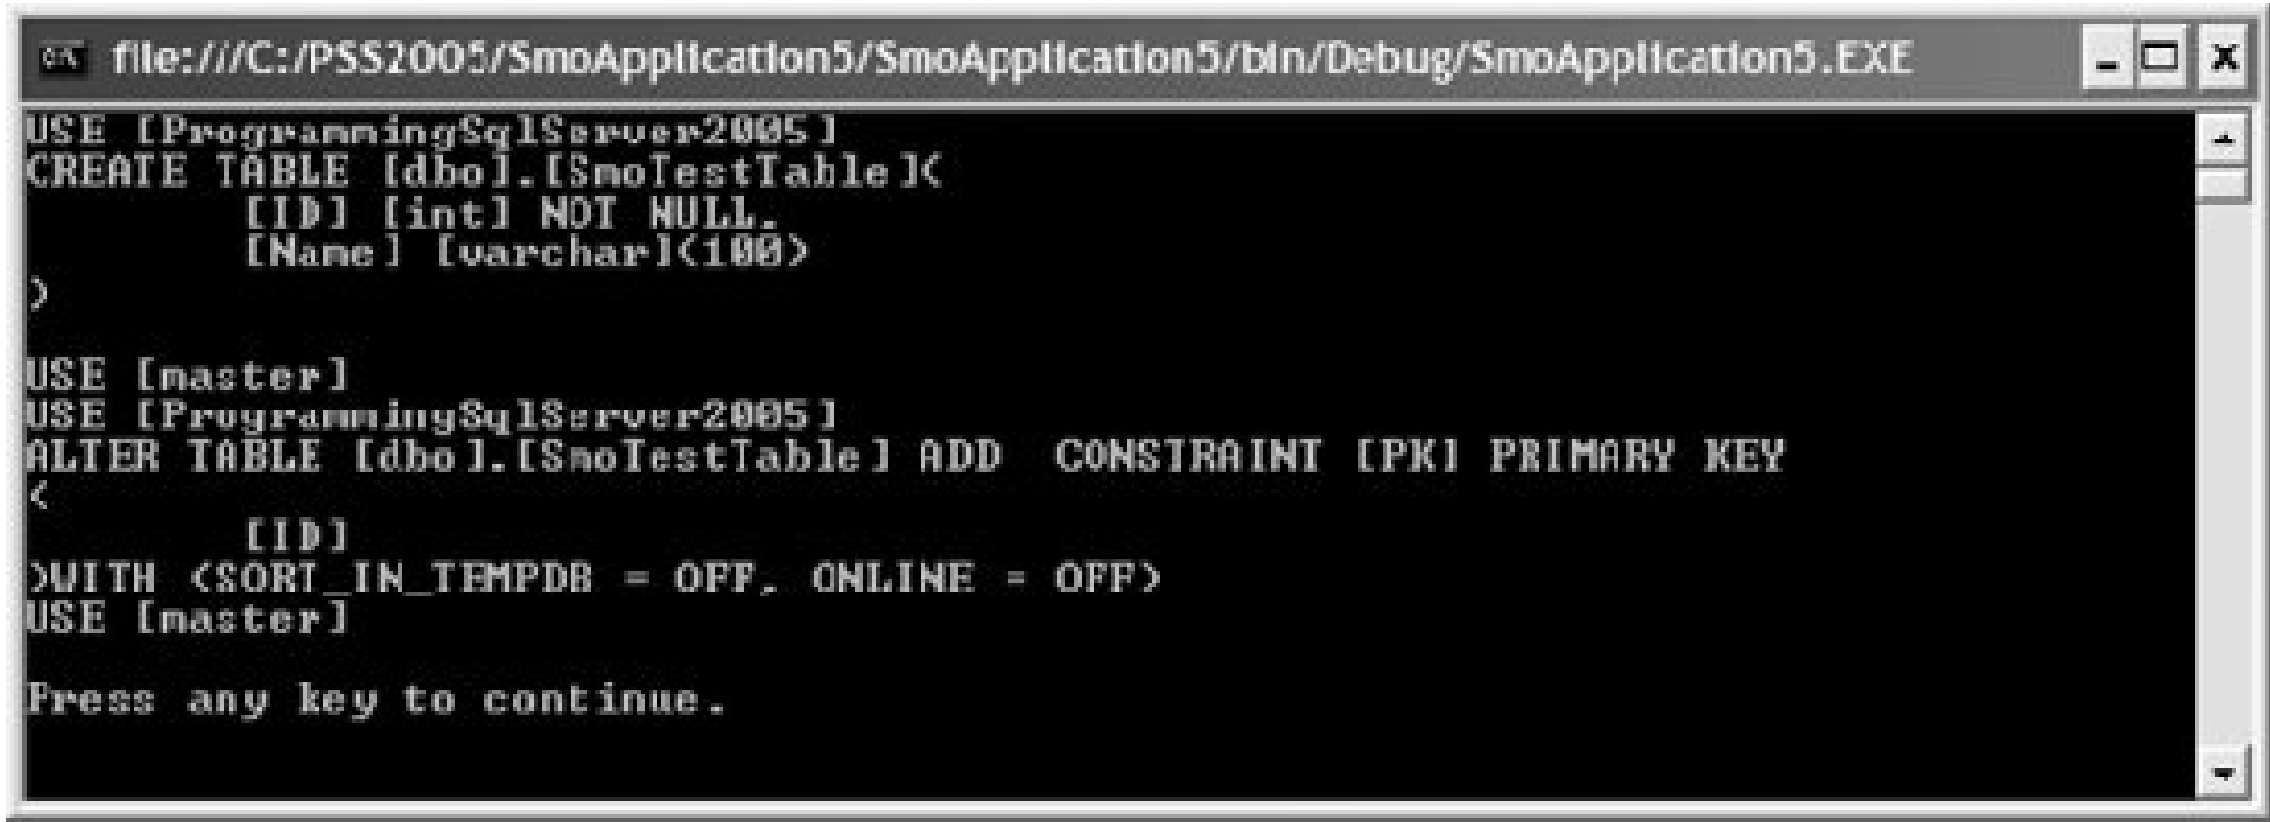 file:///C:/PSS2005/SmoApplication5/SmoApplication5/bin/Debug/SmoApplication5.EXE
USE [ProgrammingSqlServer2005]
CREATE TABLE [dbo].[SmoTestTable](
[ID] [int] NOT NULL,
[Name] [varchar](100)
)
USE [master]
USE [ProgrammingSqlServer2005]
ALTER TABLE [dbo].[SmoTestTable] ADD  CONSTRAINT [PK] PRIMARY KEY
(
[ID]
)WITH (SORT_IN_TEMPDB = OFF, ONLINE = OFF)
USE [master]
Press any key to continue.